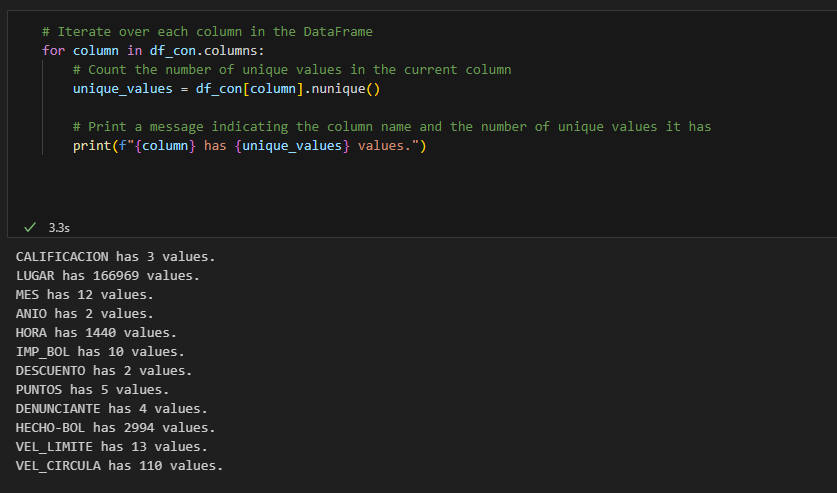 # Iterate over each column in the DataFrame
for column in df_con.columns:
# Count the number of unique values in the current column
unique_values = df_con[column].nunique()
# Print a message indicating the column name and the number of unique values it has
print(f"{column} has {unique_values} values.")
3.3s
CALIFICACION has 3 values.
LUGAR has 166969 values.
MES has 12 values.
ANIO has 2 values.
HORA has 1440 values.
IMP_BOL has 10 values.
DESCUENTO has 2 values.
PUNTOS has 5 values.
DENUNCIANTE has 4 values.
HECHO-BOL has 2994 values.
VEL_LIMITE has 13 values.
VEL_CIRCULA has 110 values.